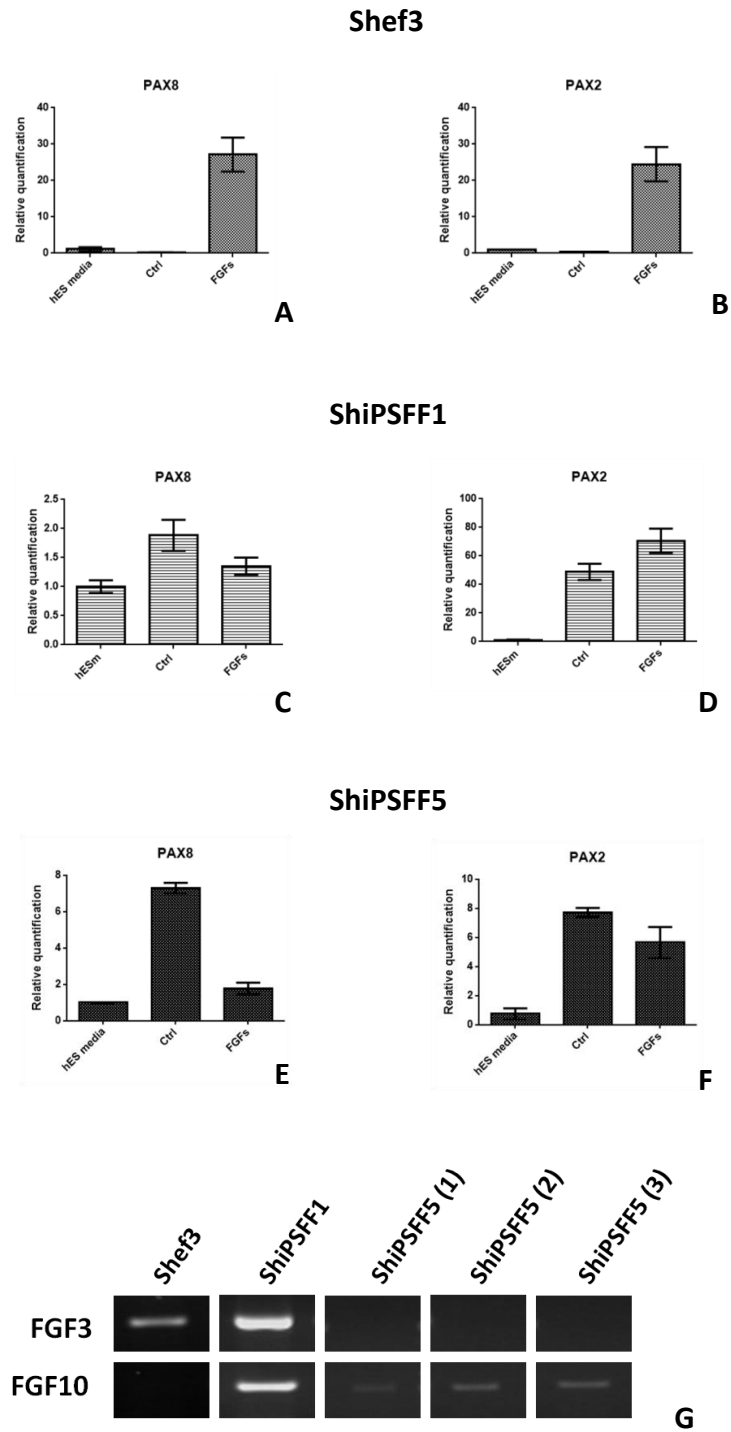 Shef3
PAX8
Relative quantification
40
30
20
10
0
hES media
Ctrl
FGFs
A
PAX2
Relative quantification
40
30
20
10
0
hES media
Ctrl
FGFs
B
ShiPSFF1
PAX8
Relative quantification
2.5
2.0
1.5
1.0
0.5
0.0
hESm
Ctrl
FGFs
C
PAX2
Relative quantification
100
80
60
40
20
0
hESm
Ctrl
FGFs
D
ShiPSFF5
PAX8
Relative quantification
8
6
4
2
0
hES media
Ctrl
FGFs
E
PAX2
Relative quantification
10
8
6
4
2
0
hES media
Ctrl
FGFs
F
Shef3
ShiPSFF1
ShiPSFF5 (1)
ShiPSFF5 (2)
ShiPSFF5 (3)
FGF3
FGF10
G